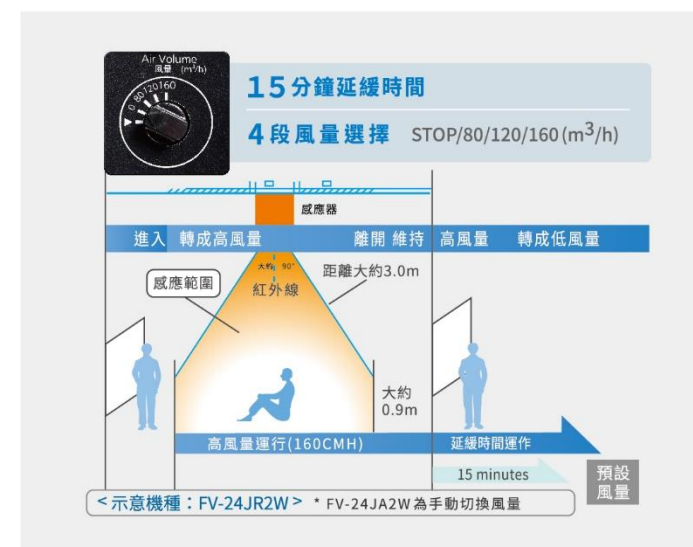 Air Volume
風量 (m³/h)
0 80 120 160
15分鐘延緩時間
4段風量選擇 STOP/80/120/160(m³/h)
感應器
進入 轉成高風量 離開 維持 高風量 轉成低風量
大約 90°
紅外線
距離大約3.0m
感應範圍
大約
0.9m
高風量運行(160CMH)
延緩時間運作
15 minutes
預設
風量
<示意機種：FV-24JR2W> * FV-24JA2W為手動切換風量